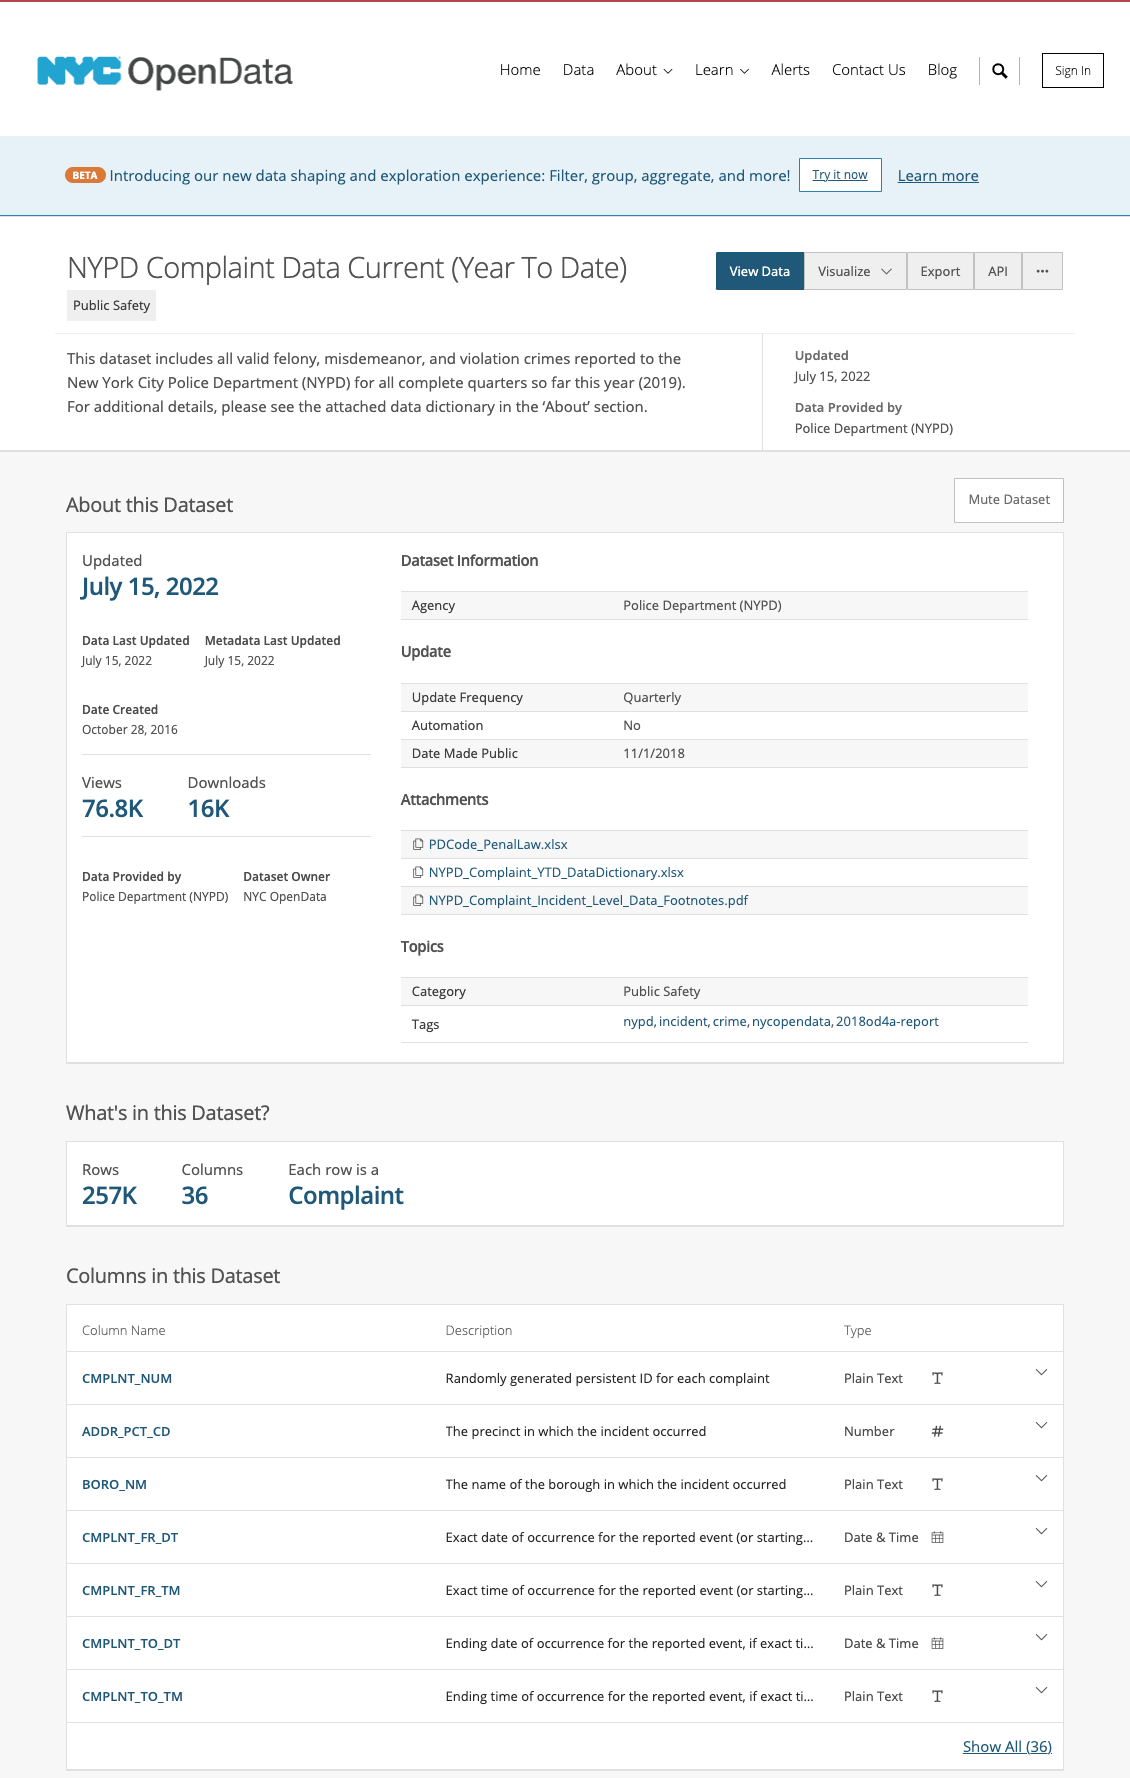 NYC OpenData
Home Data About Learn Alerts Contact Us Blog Sign In
BETA Introducing our new data shaping and exploration experience: Filter, group, aggregate, and more! Try it now Learn more
NYPD Complaint Data Current (Year To Date)
View Data Visualize Export API ...
Public Safety
This dataset includes all valid felony, misdemeanor, and violation crimes reported to the
New York City Police Department (NYPD) for all complete quarters so far this year (2019).
For additional details, please see the attached data dictionary in the ‘About’ section.
Updated
July 15, 2022
Data Provided by
Police Department (NYPD)
About this Dataset
Mute Dataset
Updated
July 15, 2022
Data Last Updated Metadata Last Updated
July 15, 2022 July 15, 2022
Date Created
October 28, 2016
Views Downloads
76.8K 16K
Data Provided by Dataset Owner
Police Department (NYPD) NYC OpenData
Dataset Information
Agency Police Department (NYPD)
Update
Update Frequency Quarterly
Automation No
Date Made Public 11/1/2018
Attachments
PDCode_PenalLaw.xlsx
NYPD_Complaint_YTD_DataDictionary.xlsx
NYPD_Complaint_Incident_Level_Data_Footnotes.pdf
Topics
Category Public Safety
Tags nypd, incident, crime, nycopendata, 2018od4a-report
What's in this Dataset?
Rows Columns Each row is a
257K 36 Complaint
Columns in this Dataset
Column Name Description Type
CMPLNT_NUM Randomly generated persistent ID for each complaint Plain Text T
ADDR_PCT_CD The precinct in which the incident occurred Number #
BORO_NM The name of the borough in which the incident occurred Plain Text T
CMPLNT_FR_DT Exact date of occurrence for the reported event (or starting... Date & Time
CMPLNT_FR_TM Exact time of occurrence for the reported event (or starting... Plain Text T
CMPLNT_TO_DT Ending date of occurrence for the reported event, if exact ti... Date & Time
CMPLNT_TO_TM Ending time of occurrence for the reported event, if exact ti... Plain Text T
Show All (36)